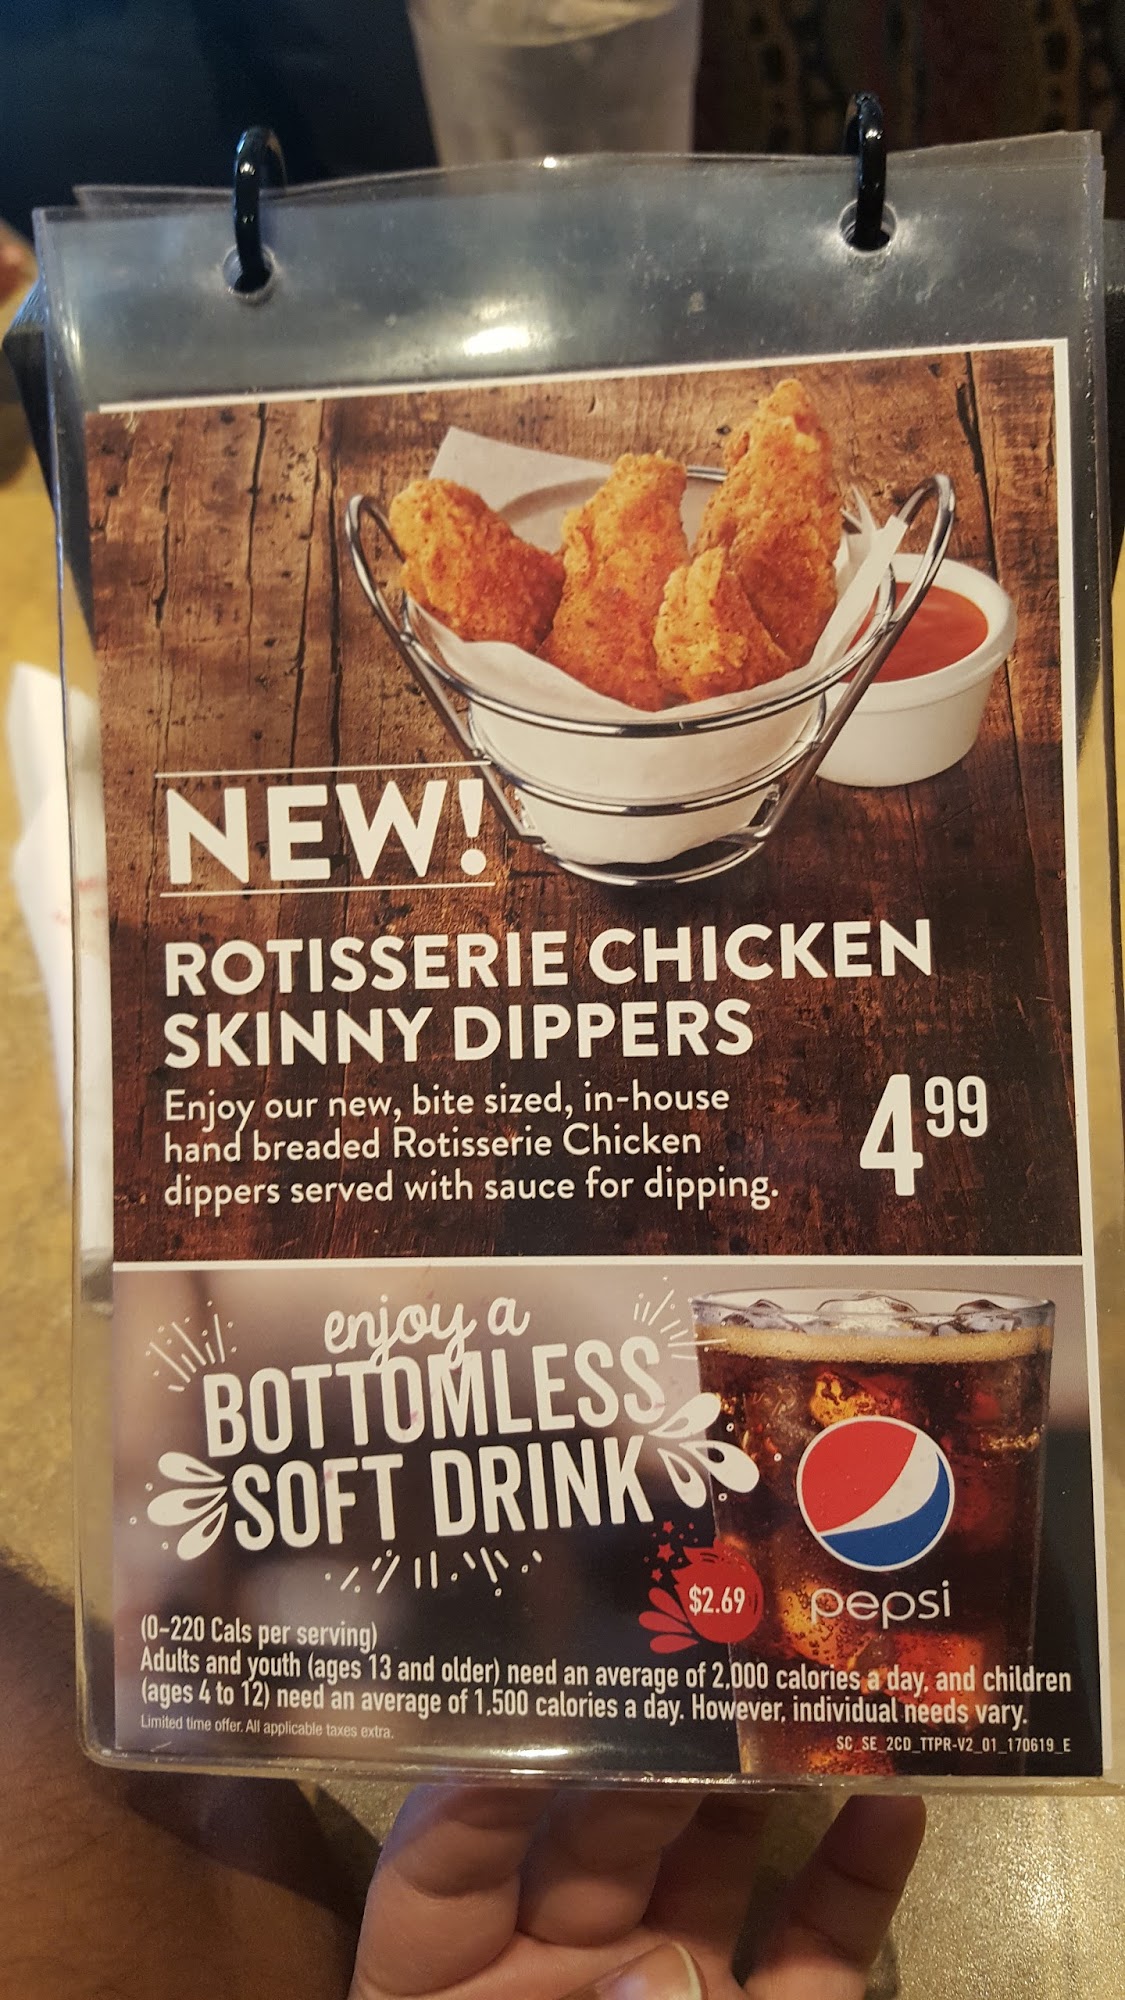 NEW!
ROTISSERIE CHICKEN
SKINNY DIPPERS
Enjoy our new, bite sized, in-house
hand breaded Rotisserie Chicken
dippers served with sauce for dipping.
4 99
enjoy a
BOTTOMLESS
SOFT DRINK
$2.69
pepsi
(0-220 Cals per serving)
Adults and youth (ages 13 and older) need an average of 2,000 calories a day, and children
(ages 4 to 12) need an average of 1,500 calories a day. However, individual needs vary.
Limited time offer. All applicable taxes extra.
SC_SE_2CD_TTPR-V2_01_170619_E